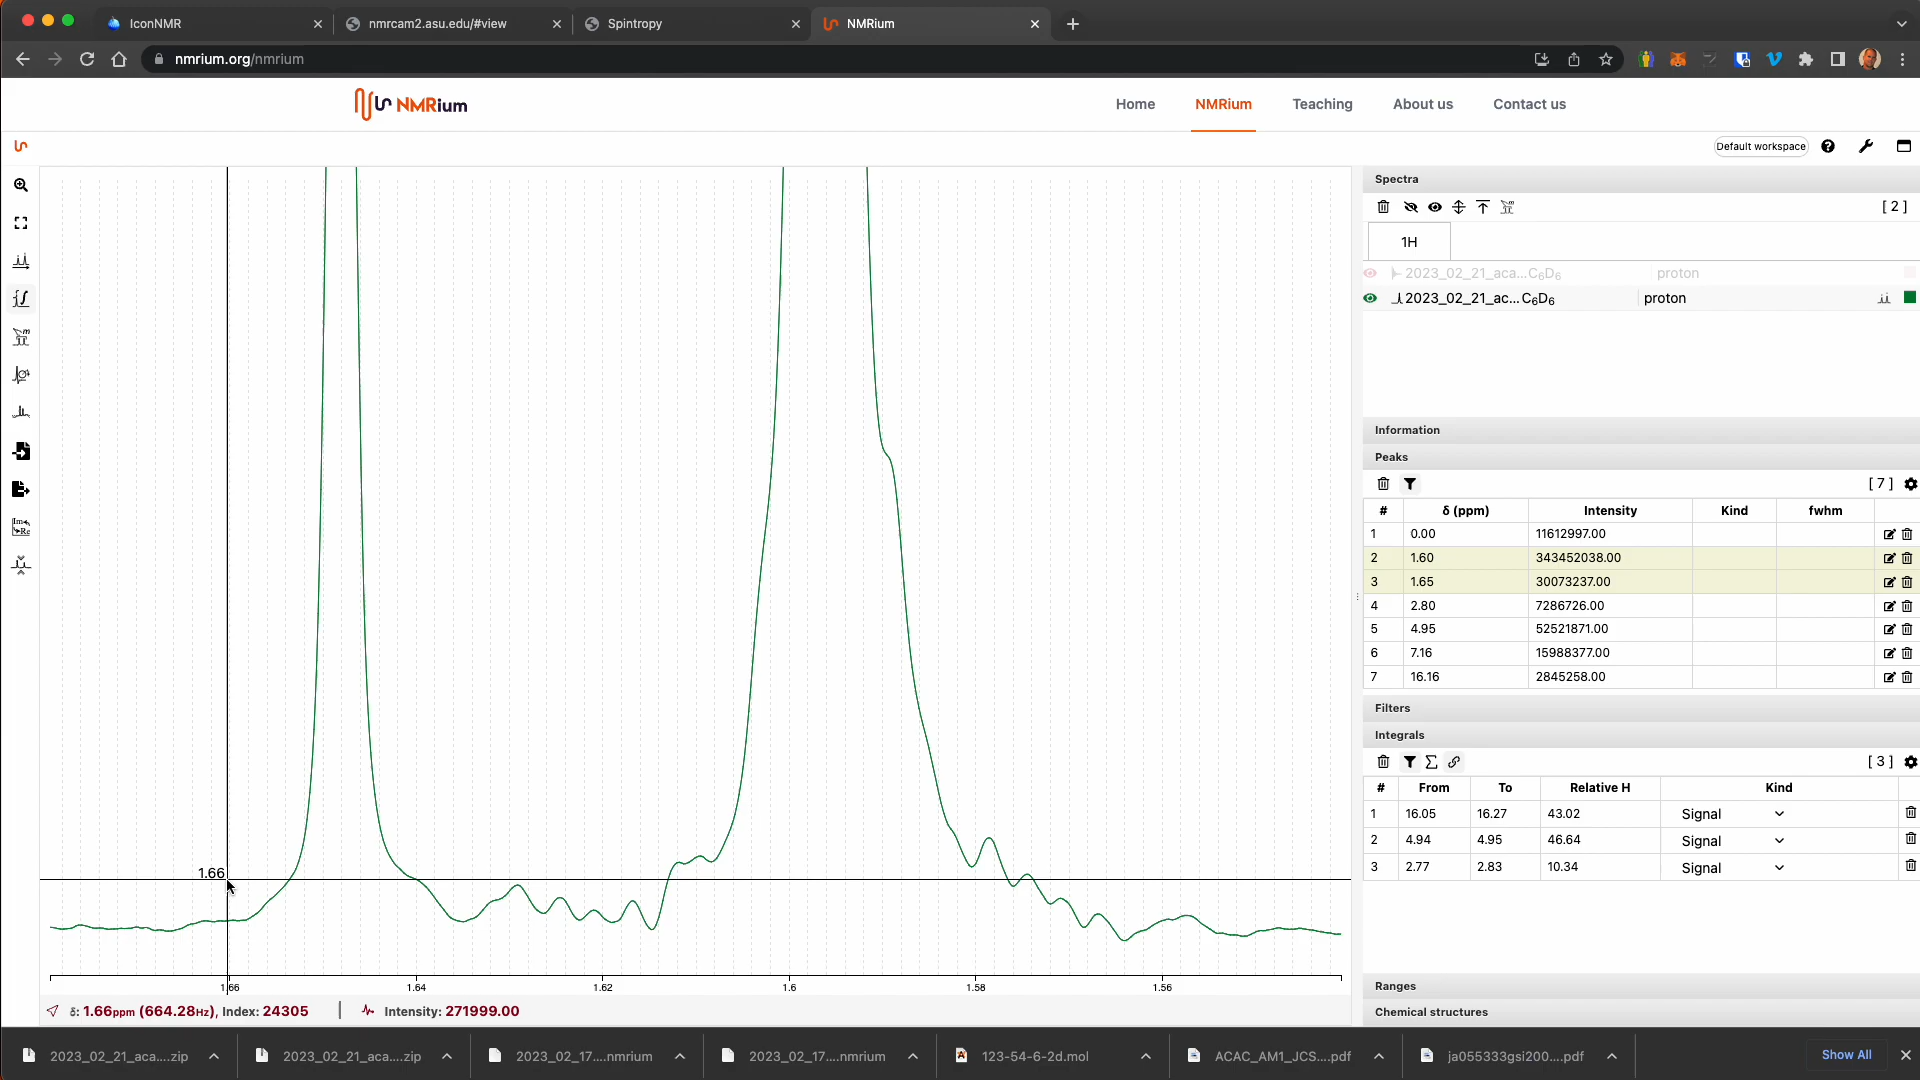 IconNMR
nmrcam2.asu.edu/#view
Spintropy
NMRium
nmrium.org/nmrium
NMRium
Home
NMRium
Teaching
About us
Contact us
Default workspace
Spectra
[ 2 ]
1H
2023_02_21_aca...C₆D₆ proton
2023_02_21_ac...C₆D₆ proton
Information
Peaks
[ 7 ]
# δ (ppm) Intensity Kind fwhm
1 0.00 11612997.00
2 1.60 343452038.00
3 1.65 30073237.00
4 2.80 7286726.00
5 4.95 52521871.00
6 7.16 15988377.00
7 16.16 2845258.00
Filters
Integrals
[ 3 ]
# From To Relative H Kind
1 16.05 16.27 43.02 Signal
2 4.94 4.95 46.64 Signal
3 2.77 2.83 10.34 Signal
Ranges
Chemical structures
1.66
1.66 1.64 1.62 1.6 1.58 1.56
δ: 1.66ppm (664.28Hz), Index: 24305 | Intensity: 271999.00
2023_02_21_aca....zip
2023_02_21_aca....zip
2023_02_17....nmrium
2023_02_17....nmrium
123-54-6-2d.mol
ACAC_AM1_JCS....pdf
ja055333gsi200....pdf
Show All